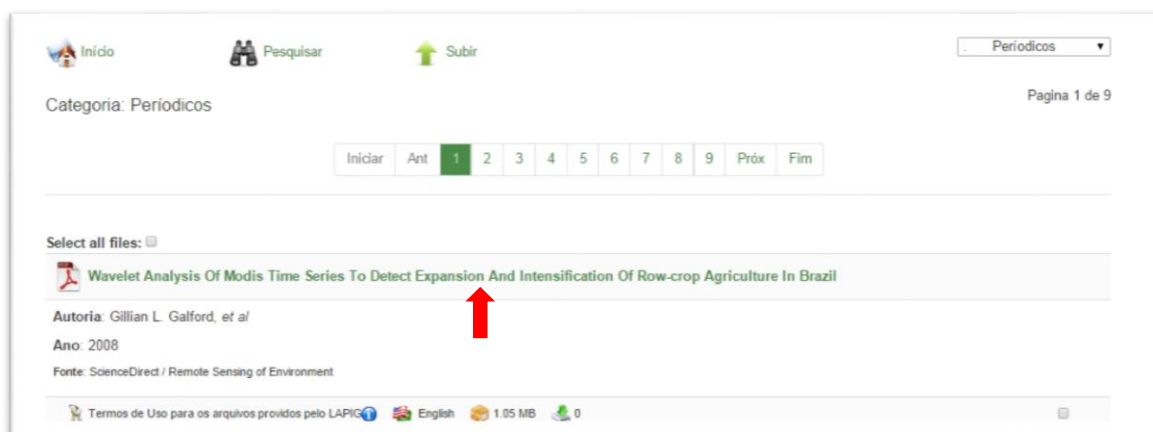 Início Pesquisar Subir . Períodicos
Categoria: Períodicos Pagina 1 de 9
Iniciar Ant 1 2 3 4 5 6 7 8 9 Próx Fim
Select all files:
Wavelet Analysis Of Modis Time Series To Detect Expansion And Intensification Of Row-crop Agriculture In Brazil
Autoria: Gillian L. Galford, et al
Ano: 2008
Fonte: ScienceDirect / Remote Sensing of Environment
Termos de Uso para os arquivos providos pelo LAPIG English 1.05 MB 0